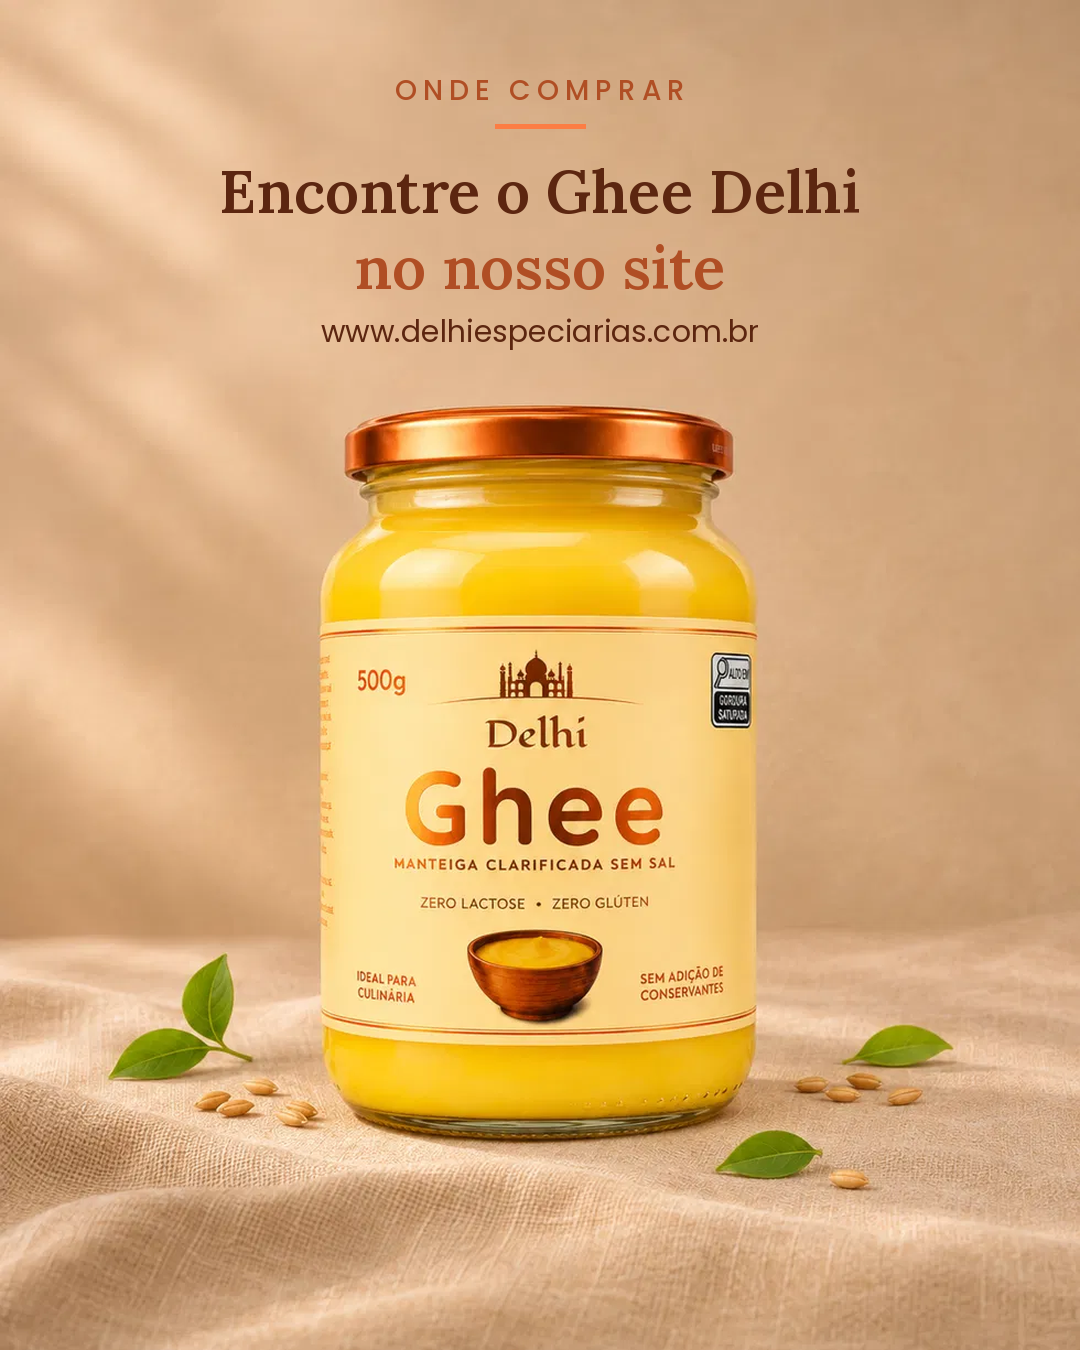 ONDE COMPRAR
Encontre o Ghee Delhi
no nosso site
www.delhiespeciarias.com.br
500g
ALTO EM
GORDURA
SATURADA
Delhi
Ghee
MANTEIGA CLARIFICADA SEM SAL
ZERO LACTOSE • ZERO GLÚTEN
IDEAL PARA
CULINÁRIA
SEM ADIÇÃO DE
CONSERVANTES